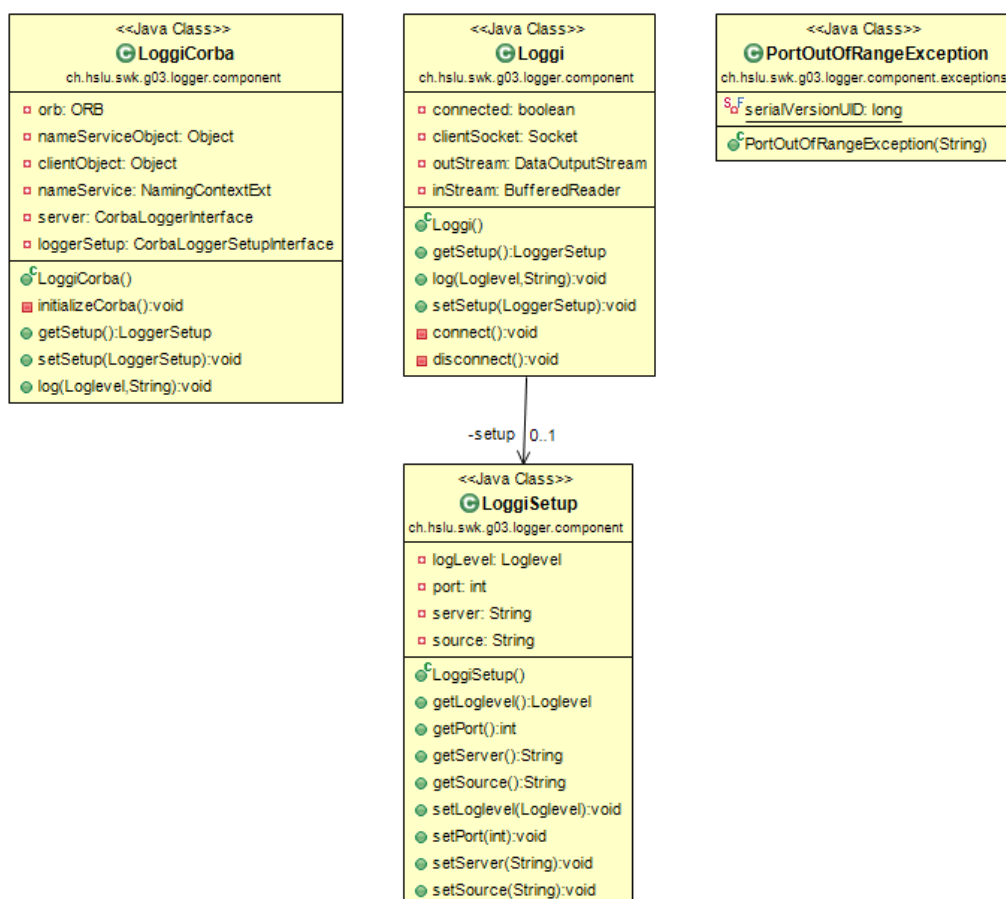 <<Java Class>>
LoggiCorba
ch.hslu.swk.g03.logger.component
orb: ORB
nameServiceObject: Object
clientObject: Object
nameService: NamingContextExt
server: CorbaLoggerInterface
loggerSetup: CorbaLoggerSetupInterface
LoggiCorba()
initializeCorba():void
getSetup():LoggerSetup
setSetup(LoggerSetup):void
log(Loglevel,String):void
<<Java Class>>
Loggi
ch.hslu.swk.g03.logger.component
connected: boolean
clientSocket: Socket
outStream: DataOutputStream
inStream: BufferedReader
Loggi()
getSetup():LoggerSetup
log(Loglevel,String):void
setSetup(LoggerSetup):void
connect():void
disconnect():void
<<Java Class>>
PortOutOfRangeException
ch.hslu.swk.g03.logger.component.exceptions
serialVersionUID: long
PortOutOfRangeException(String)
-setup 0..1
<<Java Class>>
LoggiSetup
ch.hslu.swk.g03.logger.component
logLevel: Loglevel
port: int
server: String
source: String
LoggiSetup()
getLoglevel():Loglevel
getPort():int
getServer():String
getSource():String
setLoglevel(Loglevel):void
setPort(int):void
setServer(String):void
setSource(String):void